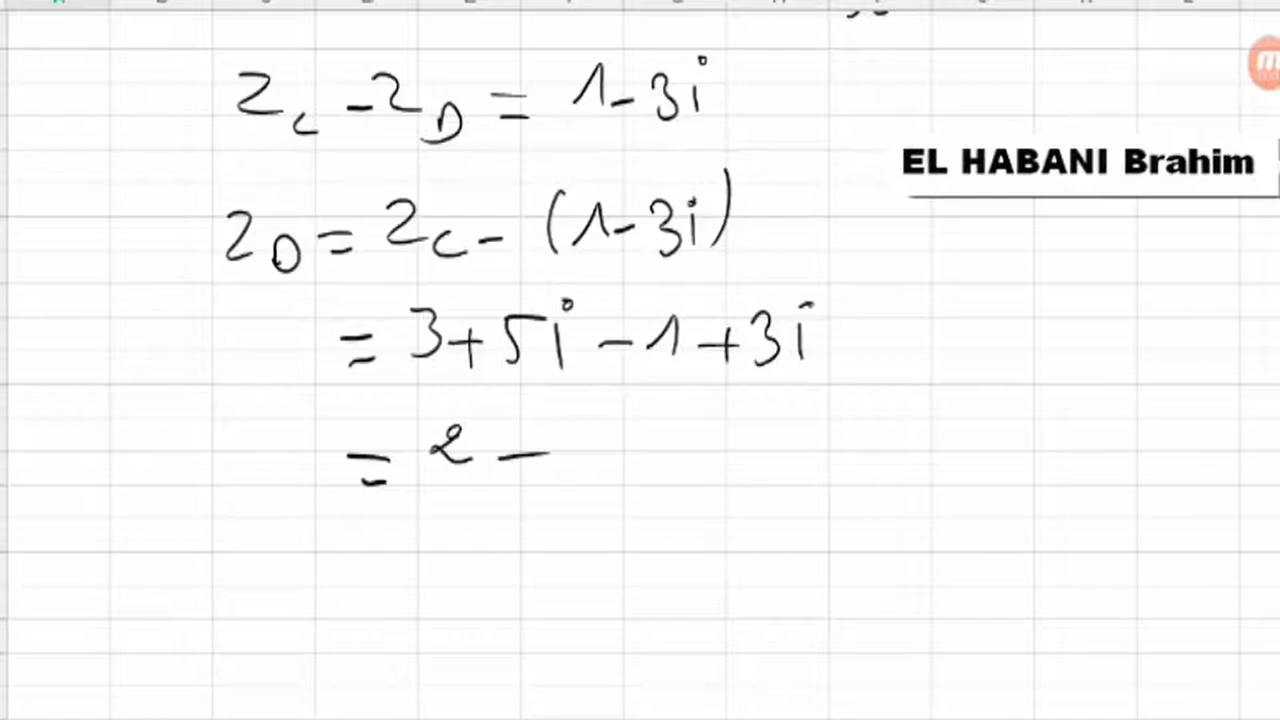 z_C - z_D = 1 - 3i
EL HABANI Brahim
z_D = z_C - (1 - 3i)
= 3 + 5i - 1 + 3i
= 2 -